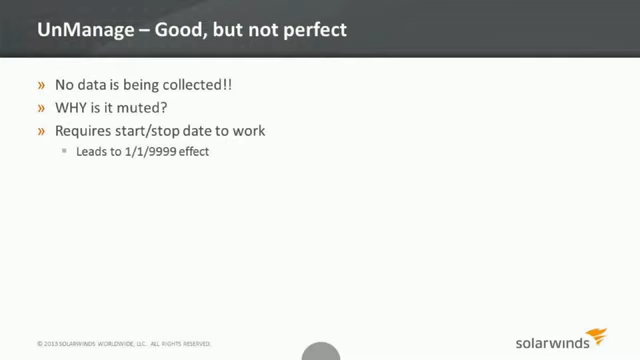 UnManage – Good, but not perfect
» No data is being collected!!
» WHY is it muted?
» Requires start/stop date to work
▪ Leads to 1/1/9999 effect
© 2013 SOLARWINDS WORLDWIDE, LLC. ALL RIGHTS RESERVED.
solarwinds